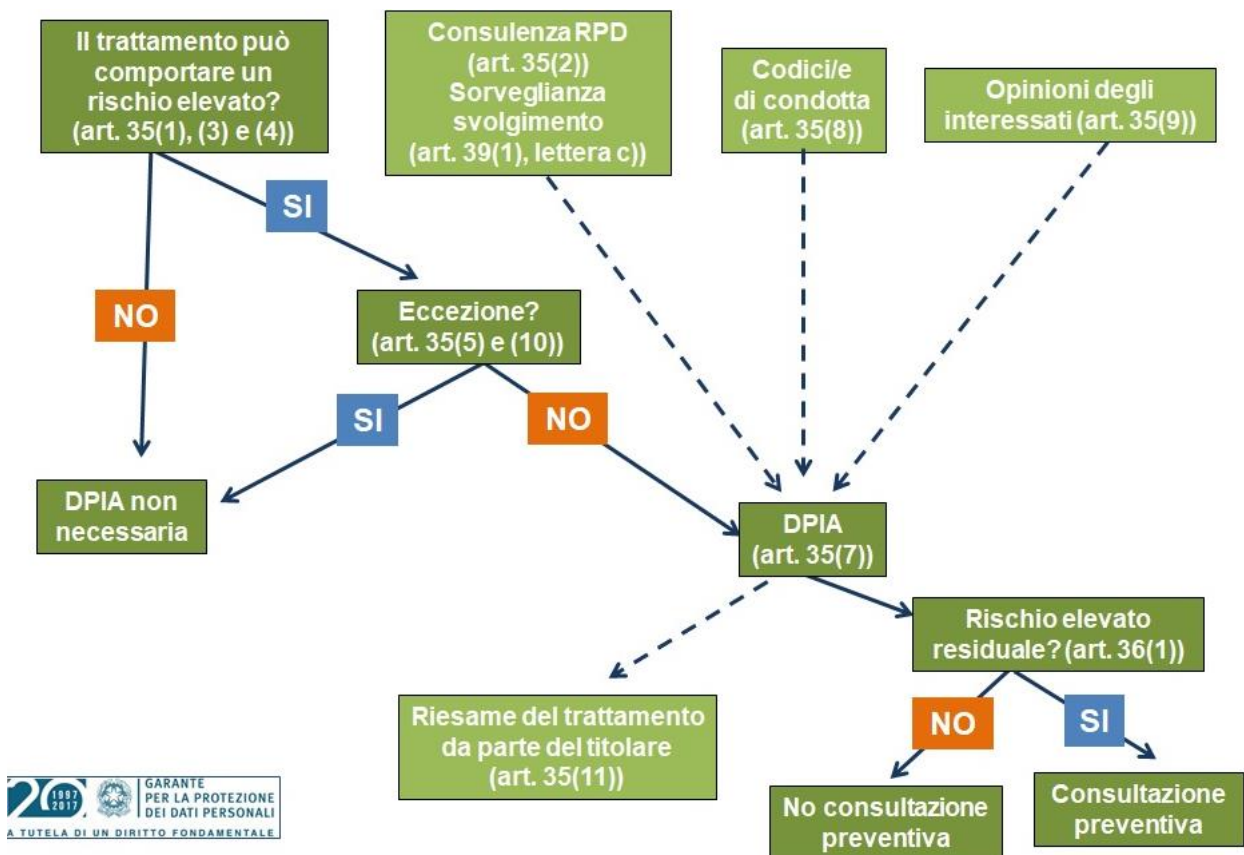 Il trattamento può
comportare un
rischio elevato?
(art. 35(1), (3) e (4))
Consulenza RPD
(art. 35(2))
Sorveglianza
svolgimento
(art. 39(1), lettera c))
Codici/e
di condotta
(art. 35(8))
Opinioni degli
interessati (art. 35(9))
SI
NO
Eccezione?
(art. 35(5) e (10))
SI
NO
DPIA non
necessaria
DPIA
(art. 35(7))
Rischio elevato
residuale? (art. 36(1))
Riesame del trattamento
da parte del titolare
(art. 35(11))
NO
SI
No consultazione
preventiva
Consultazione
preventiva
20 1997
2017
GARANTE
PER LA PROTEZIONE
DEI DATI PERSONALI
A TUTELA DI UN DIRITTO FONDAMENTALE